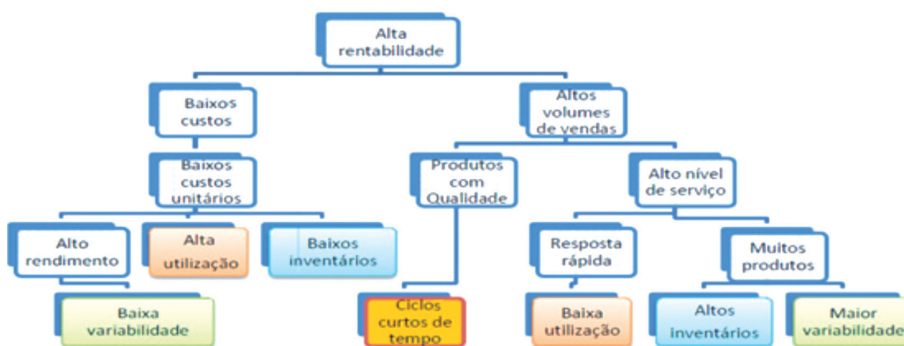 Alta
rentabilidade
Baixos
custos
Altos
volumes
de vendas
Baixos
custos
unitários
Produtos
com
Qualidade
Alto nível
de serviço
Alto
rendimento
Alta
utilização
Baixos
inventários
Resposta
rápida
Muitos
produtos
Baixa
variabilidade
Ciclos
curtos de
tempo
Baixa
utilização
Altos
inventários
Maior
variabilidade